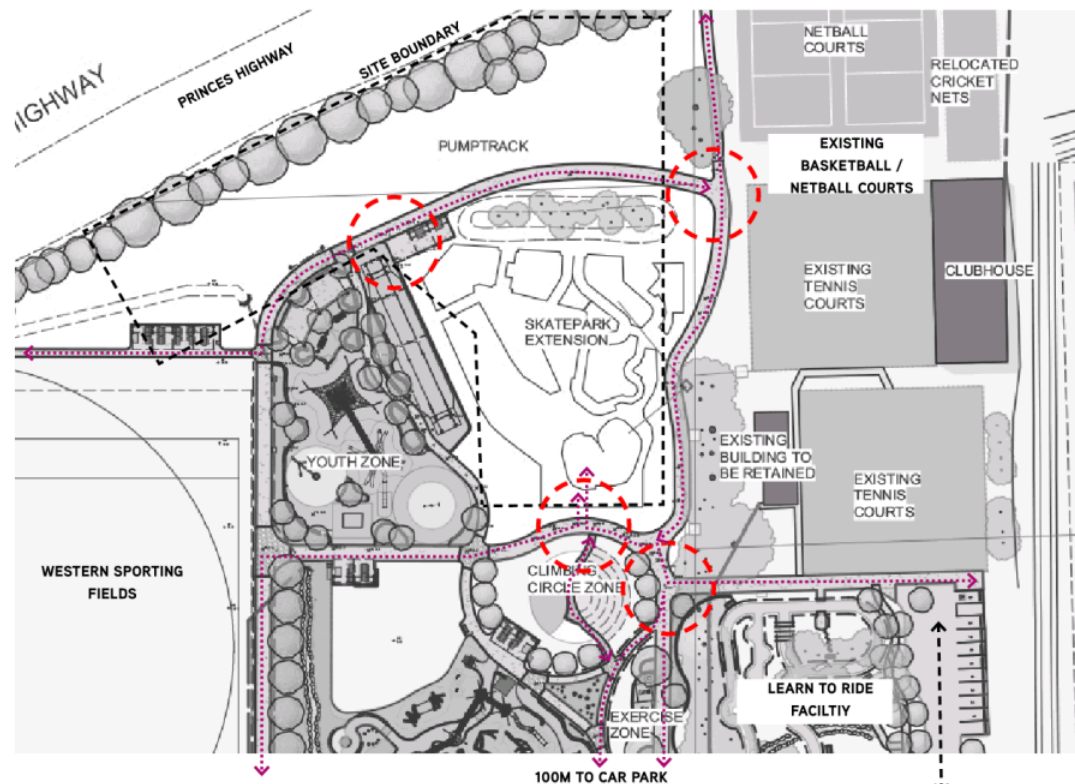 HIGHWAY
PRINCES HIGHWAY
SITE BOUNDARY
NETBALL
COURTS
RELOCATED
CRICKET
NETS
PUMPTRACK
EXISTING
BASKETBALL /
NETBALL COURTS
EXISTING
TENNIS
COURTS
CLUBHOUSE
SKATEPARK
EXTENSION
YOUTH ZONE
EXISTING
BUILDING TO
BE RETAINED
EXISTING
TENNIS
COURTS
WESTERN SPORTING
FIELDS
CLIMBING
CIRCLE ZONE
LEARN TO RIDE
FACILTIY
EXERCISE
ZONE
100M TO CAR PARK